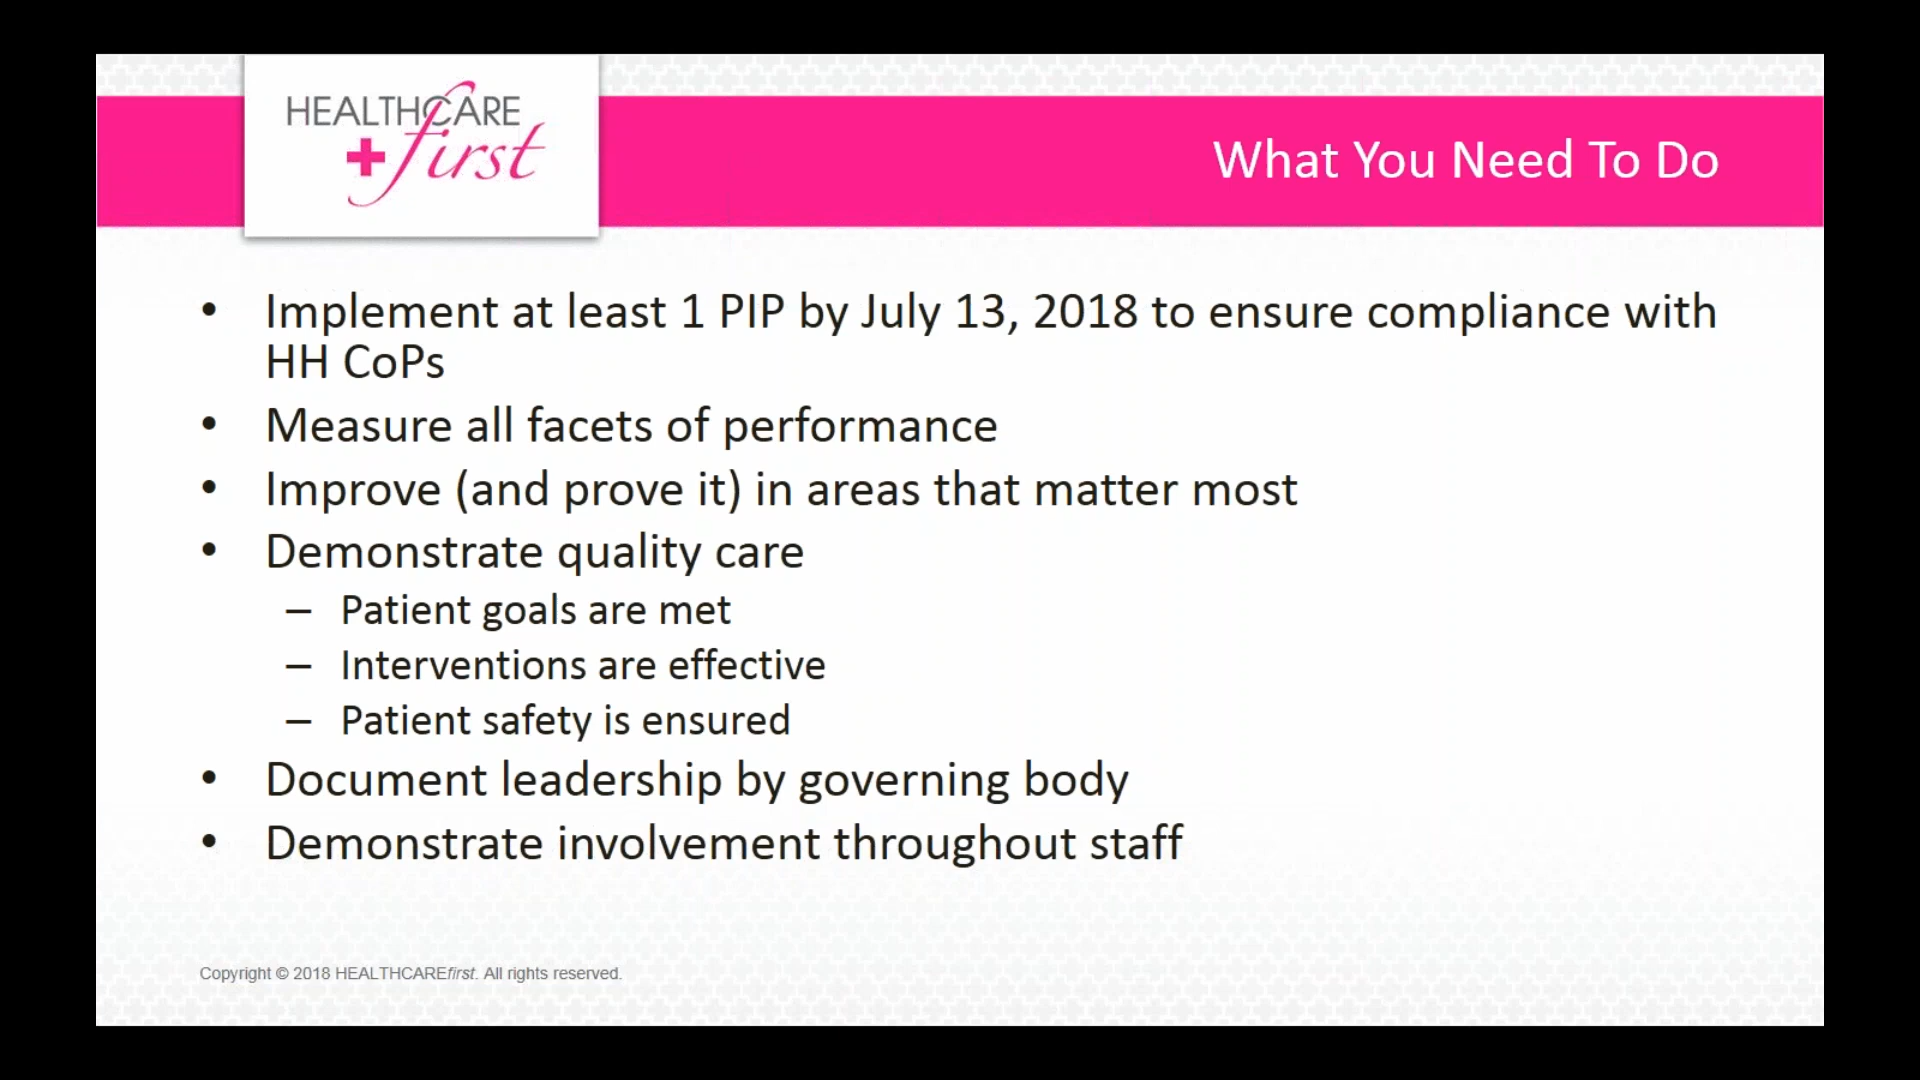 HEALTHCARE
first
What You Need To Do
• Implement at least 1 PIP by July 13, 2018 to ensure compliance with
HH CoPs
• Measure all facets of performance
• Improve (and prove it) in areas that matter most
• Demonstrate quality care
– Patient goals are met
– Interventions are effective
– Patient safety is ensured
• Document leadership by governing body
• Demonstrate involvement throughout staff
Copyright © 2018 HEALTHCAREfirst. All rights reserved.